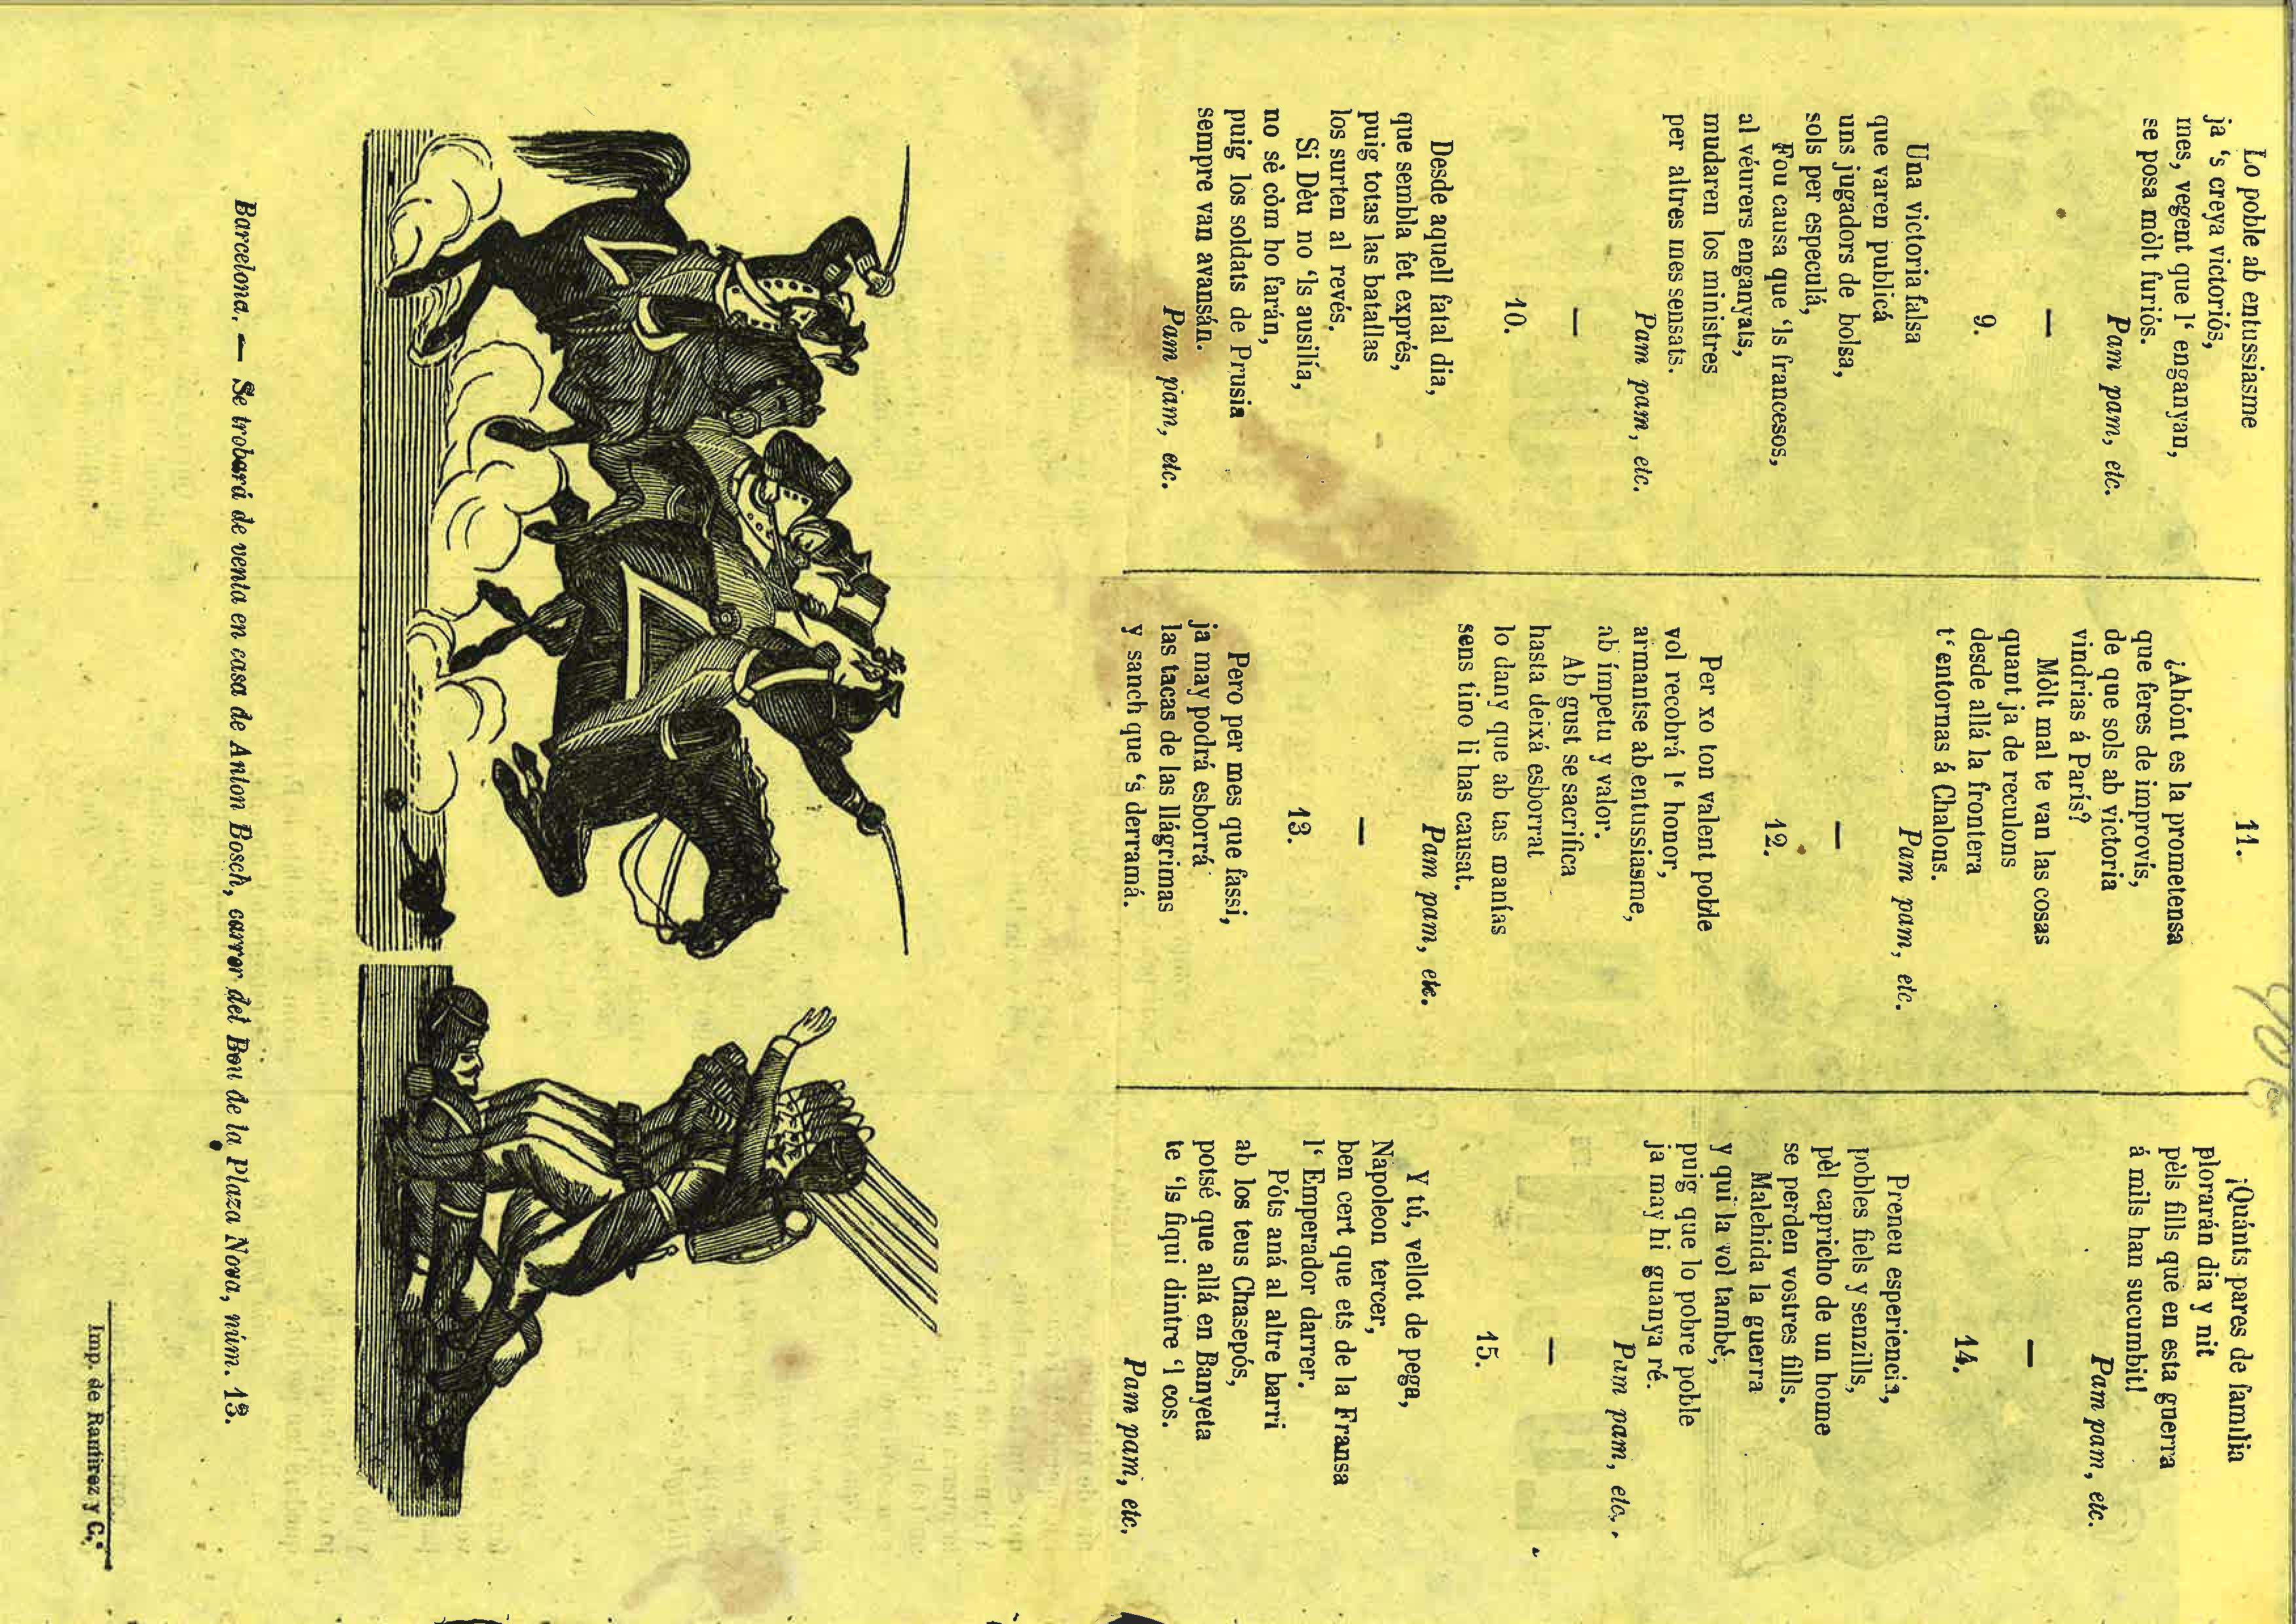 Lo poble ab entussiasme
ja ‘s creya victoriós,
mes, vegent que l‘ enganyan,
se posa mòlt furiós.
Pam pam, etc.
—
9.
Una victoria falsa
que varen publicá
uns jugadors de bolsa,
sols per especulá,
Fou causa que ‘ls francesos,
al véurers enganyats,
mudaren los ministres
per altres mes sensats.
Pam pam, etc.
—
10.
Desde aquell fatal dia,
que sembla fet exprés,
puig totas las batallas
los surten al revés.
Si Dèu no ‘ls ausilía,
no sè còm ho farán,
puig los soldats de Prusia
sempre van avansán.
Pam pam, etc.
11.
¿Ahónt es la prometensa
que feres de improvís,
de que sols ab victoria
vindrias á París?
Mòlt mal te van las cosas
quant ja de reculons
desde allá la frontera
t‘ entornas á Chalons.
Pam pam, etc.
—
12.
Per xo ton valent poble
vol recobrá l‘ honor,
armantse ab entussiasme,
ab ímpetu y valor.
Ab gust se sacrifica
hasta deixá esborrat
lo dany que ab tas manías
sens tino li has causat.
Pam pam, etc.
—
13.
Pero per mes que fassi,
ja may podrá esborrá
las tacas de las llágrimas
y sanch que ‘s derramá.
¡Quánts pares de familia
plorarán dia y nit
pèls fills que en esta guerra
á mils han sucumbit!
Pam pam, etc.
—
14.
Preneu esperiencia,
pobles fiels y senzills,
pèl capricho de un home
se perden vostres fills.
Malehida la guerra
y qui la vol també,
puig que lo pobre poble
ja may hi guanya ré.
Pam pam, etc.
—
15.
Y tú, vellot de pega,
Napoleon tercer,
ben cert que ets de la Fransa
l‘ Emperador darrer.
Póts aná al altre barri
ab los teus Chasepós,
potsé que allá en Banyeta
te ‘ls fiqui dintre ‘l cos.
Pam pam, etc.
Barcelona. — Se trobará de venta en casa de Anton Bosch, carrer del Bou de la Plaza Nova, núm. 13.
Imp. de Ramirez y C.ª